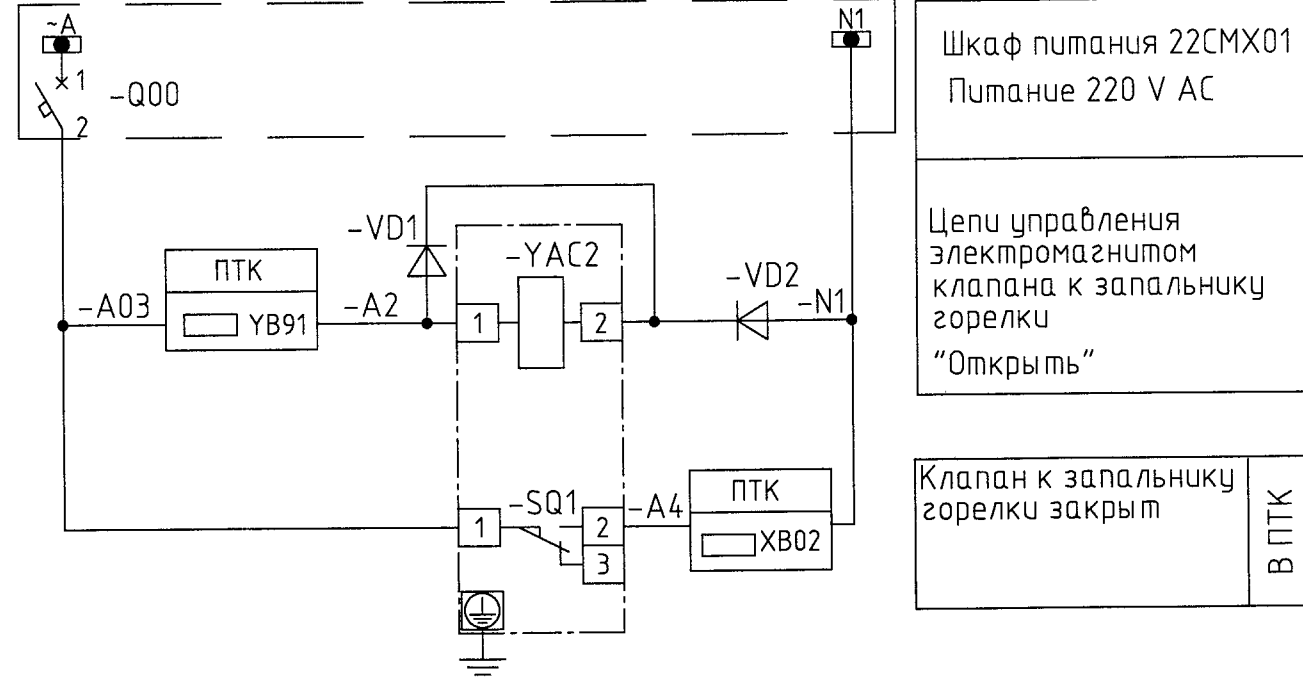 ~A
N1
1
-Q00
2
Шкаф питания 22CMX01
Питание 220 V AC
-VD1
-YAC2
-VD2
ПТК
-A03
YB91
-A2
1
2
-N1
Цепи управления
электромагнитом
клапана к запальнику
горелки
"Открыть"
-SQ1
1
2
3
-A4
ПТК
XB02
Клапан к запальнику
горелки закрыт
В ПТК